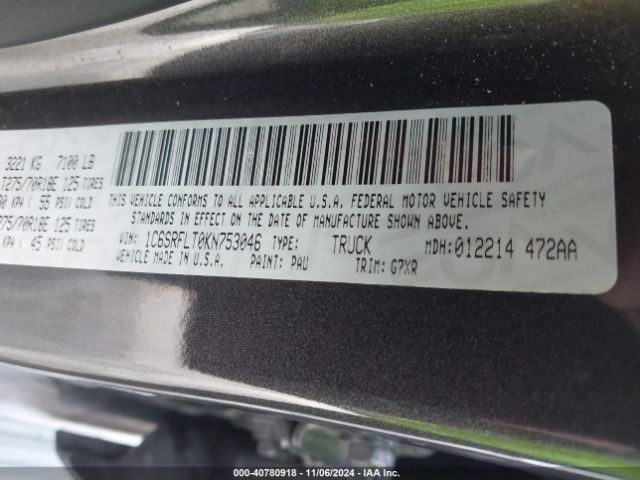 3221 KG 7100 LB
T275/70R18E 125 TIRES
KPA ( 55 PSI) COLD
275/70R18E 125 TIRES
KPA ( 45 PSI) COLD
THIS VEHICLE CONFORMS TO ALL APPLICABLE U.S.A. FEDERAL MOTOR VEHICLE SAFETY
STANDARDS IN EFFECT ON THE DATE OF MANUFACTURE SHOWN ABOVE.
VIN: 1C6SRFLT0KN753046 TYPE: TRUCK MDH:012214 472AA
VEHICLE MADE IN U.S.A. PAINT: PAU TRIM: G7XR
000-40780918 - 11/06/2024 - IAA Inc.